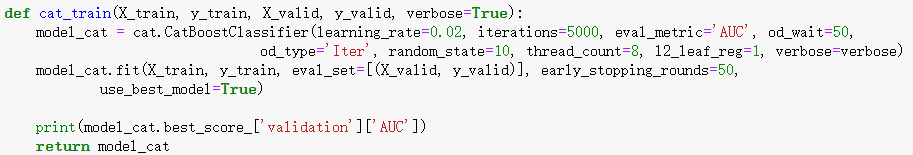 def cat_train(X_train, y_train, X_valid, y_valid, verbose=True):
    model_cat = cat.CatBoostClassifier(learning_rate=0.02, iterations=5000, eval_metric='AUC', od_wait=50,
                                od_type='Iter', random_state=10, thread_count=8, l2_leaf_reg=1, verbose=verbose)
    model_cat.fit(X_train, y_train, eval_set=[(X_valid, y_valid)], early_stopping_rounds=50,
            use_best_model=True)
    print(model_cat.best_score_['validation']['AUC'])
    return model_cat